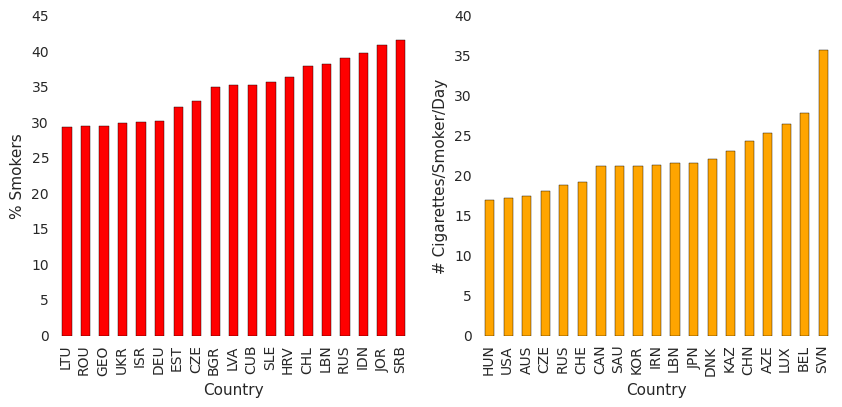 45
40
35
30
25
20
15
10
5
0
% Smokers
LTU
ROU
GEO
UKR
ISR
DEU
EST
CZE
BGR
LVA
CUB
SLE
HRV
CHL
LBN
RUS
IDN
JOR
SRB
Country
40
35
30
25
20
15
10
5
0
# Cigarettes/Smoker/Day
HUN
USA
AUS
CZE
RUS
CHE
CAN
SAU
KOR
IRN
LBN
JPN
DNK
KAZ
CHN
AZE
LUX
BEL
SVN
Country